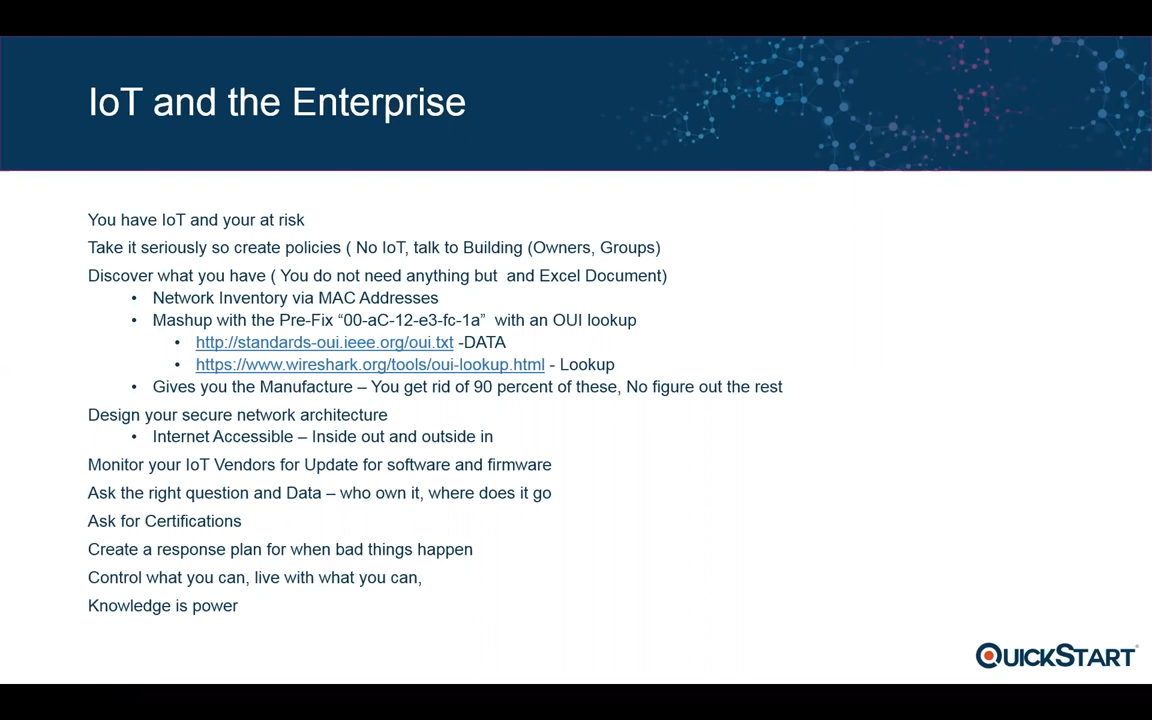 IoT and the Enterprise
You have IoT and your at risk
Take it seriously so create policies ( No IoT, talk to Building (Owners, Groups)
Discover what you have ( You do not need anything but  and Excel Document)
• Network Inventory via MAC Addresses
• Mashup with the Pre-Fix “00-aC-12-e3-fc-1a”  with an OUI lookup
• http://standards-oui.ieee.org/oui.txt -DATA
• https://www.wireshark.org/tools/oui-lookup.html - Lookup
• Gives you the Manufacture – You get rid of 90 percent of these, No figure out the rest
Design your secure network architecture
• Internet Accessible – Inside out and outside in
Monitor your IoT Vendors for Update for software and firmware
Ask the right question and Data – who own it, where does it go
Ask for Certifications
Create a response plan for when bad things happen
Control what you can, live with what you can,
Knowledge is power
QUICKSTART®